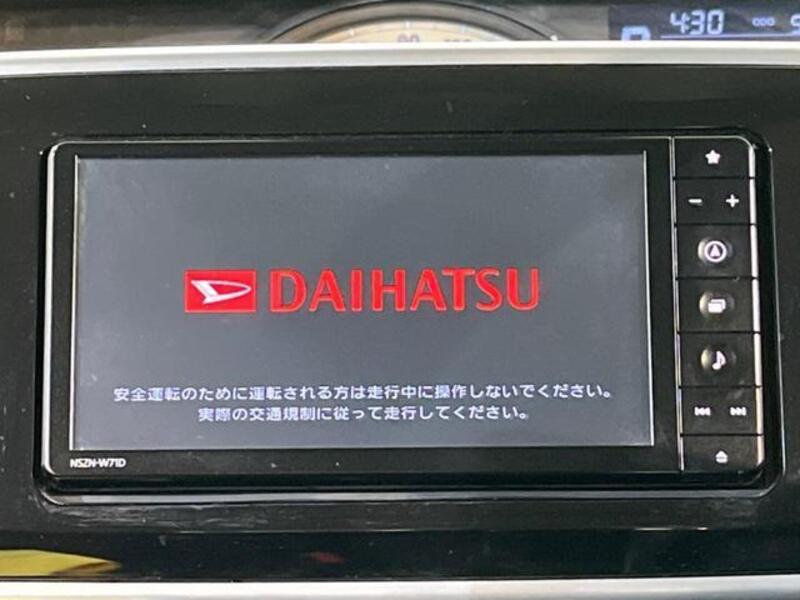 4:30
DAIHATSU
安全運転のために運転される方は走行中に操作しないでください。
実際の交通規制に従って走行してください。
NSZN-W71D